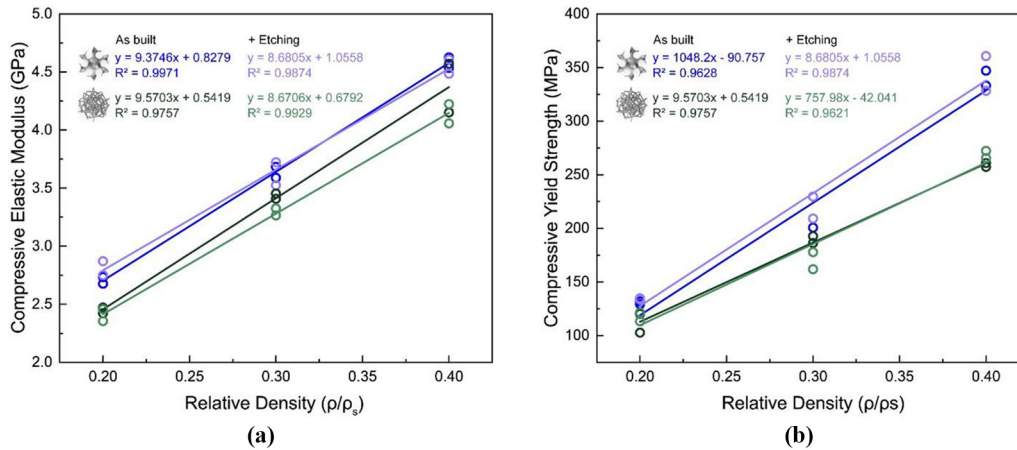 5.0
4.5
4.0
3.5
3.0
2.5
2.0
Compressive Elastic Modulus (GPa)
As built + Etching
y = 9.3746x + 0.8279 y = 8.6805x + 1.0558
R² = 0.9971 R² = 0.9874
y = 9.5703x + 0.5419 y = 8.6706x + 0.6792
R² = 0.9757 R² = 0.9929
0.20 0.25 0.30 0.35 0.40
Relative Density (ρ/ρₛ)
(a)
400
350
300
250
200
150
100
Compressive Yield Strength (MPa)
As built + Etching
y = 1048.2x - 90.757 y = 8.6805x + 1.0558
R² = 0.9628 R² = 0.9874
y = 9.5703x + 0.5419 y = 757.98x - 42.041
R² = 0.9757 R² = 0.9621
0.20 0.25 0.30 0.35 0.40
Relative Density (ρ/ρs)
(b)